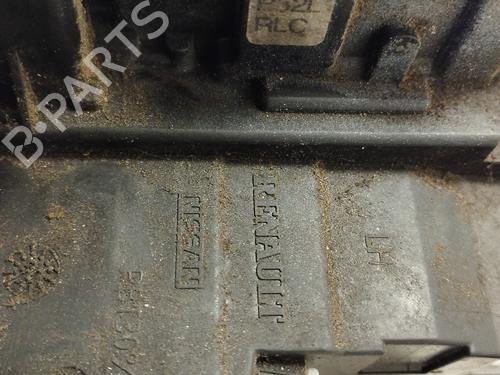 P32L
RLC
B-PARTS
NISSAN
RENAULT
LH